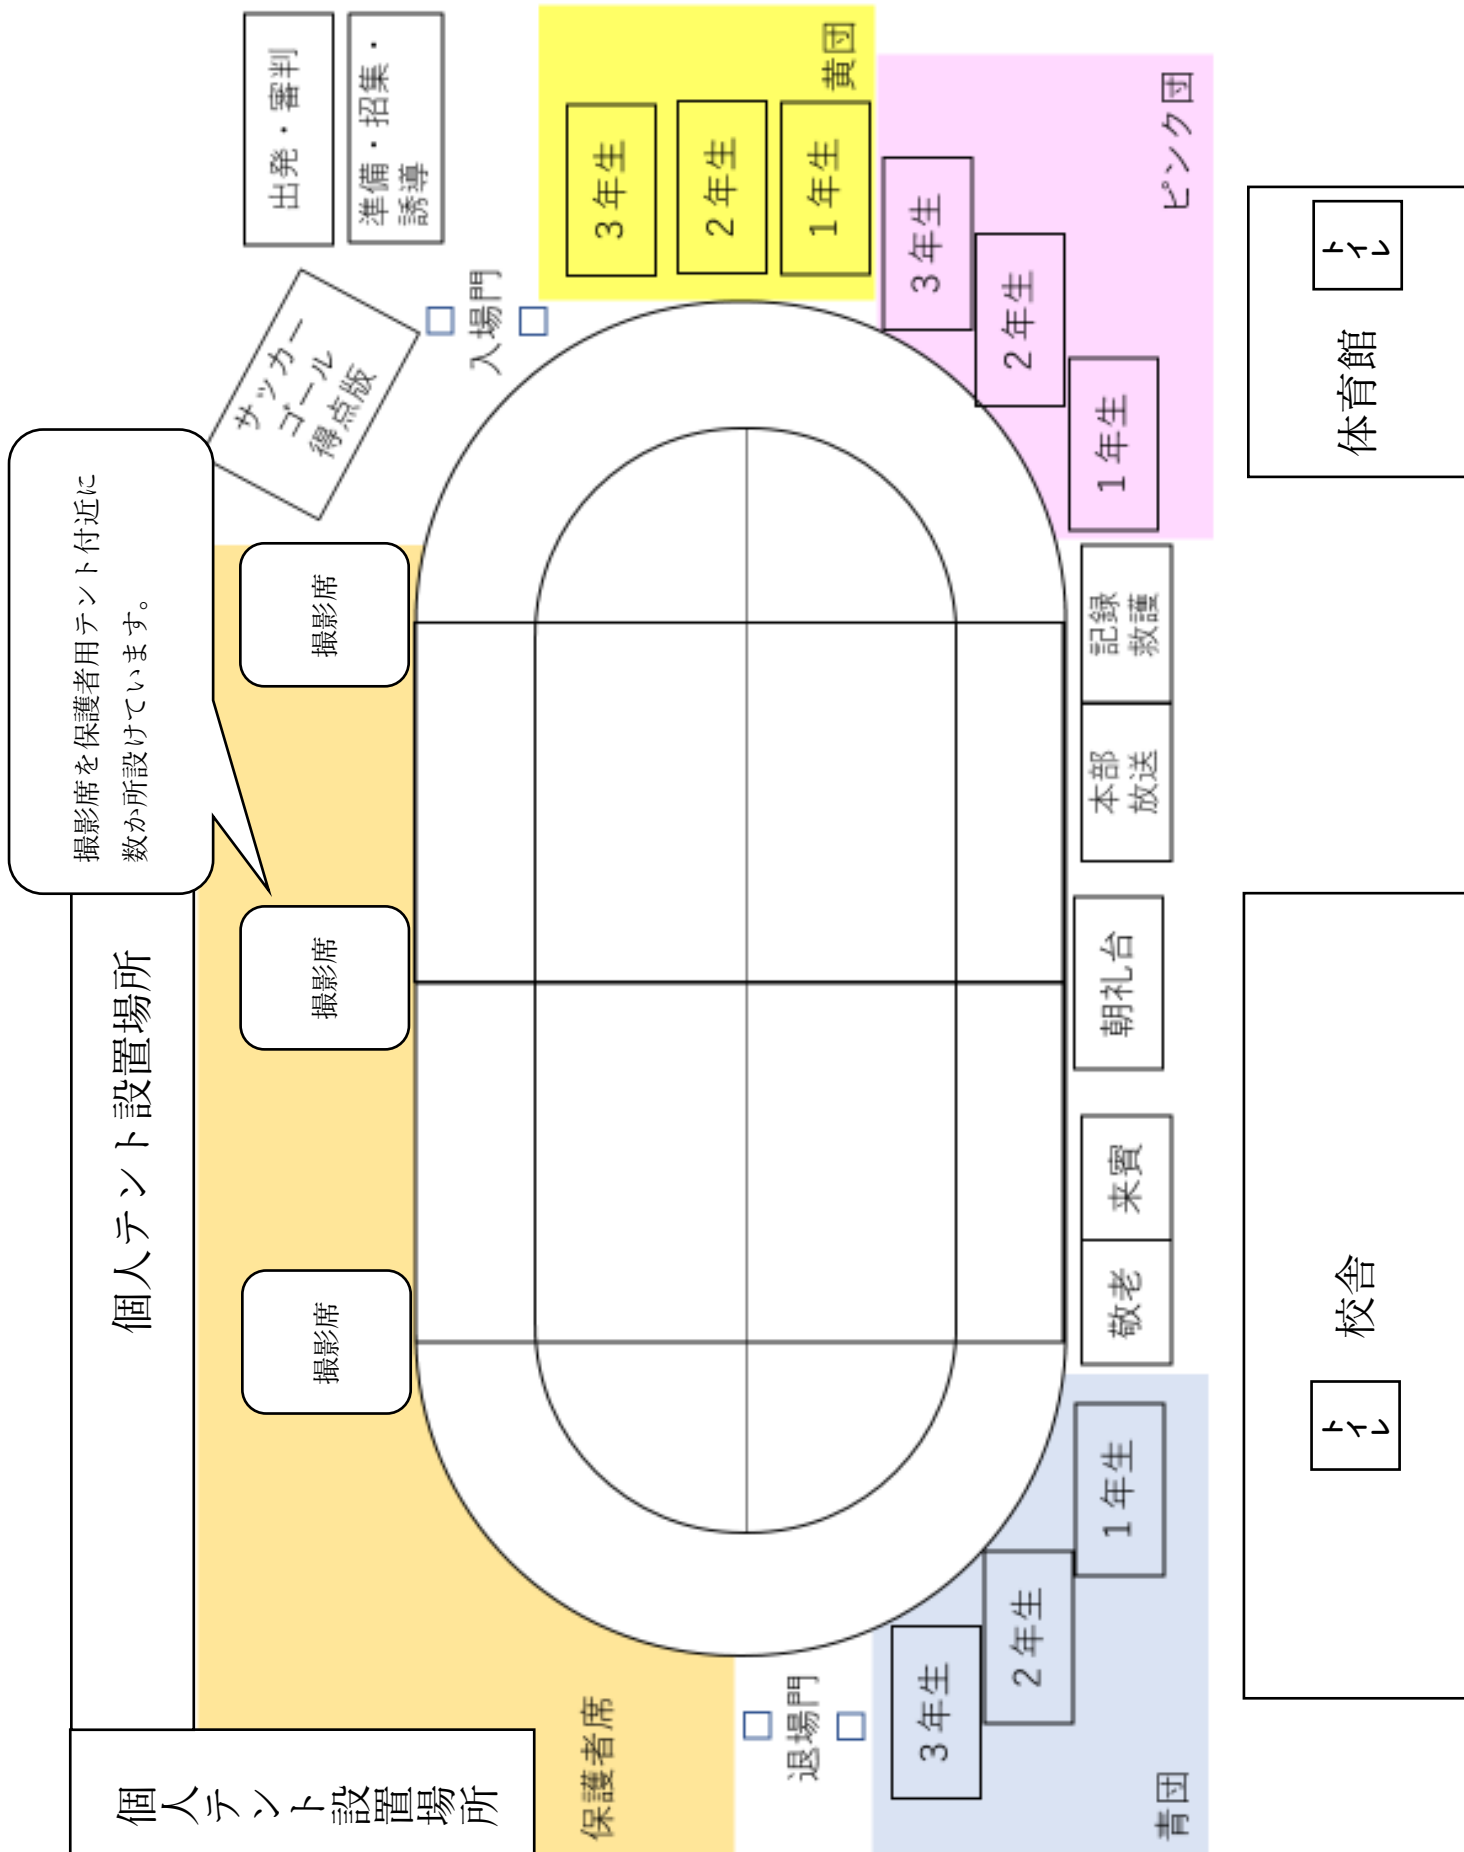 撮影席を保護者用テント付近に
数か所設けています。
個人テント設置場所
個人テント設置場所
撮影席
撮影席
撮影席
保護者席
サッカー
ゴール
得点版
出発・審判
準備・招集・
誘導
入場門
退場門
黄団
3年生
2年生
1年生
ピンク団
3年生
2年生
1年生
青団
3年生
2年生
1年生
敬老
来賓
朝礼台
本部
放送
記録
救護
校舎
トイレ
体育館
トイレ